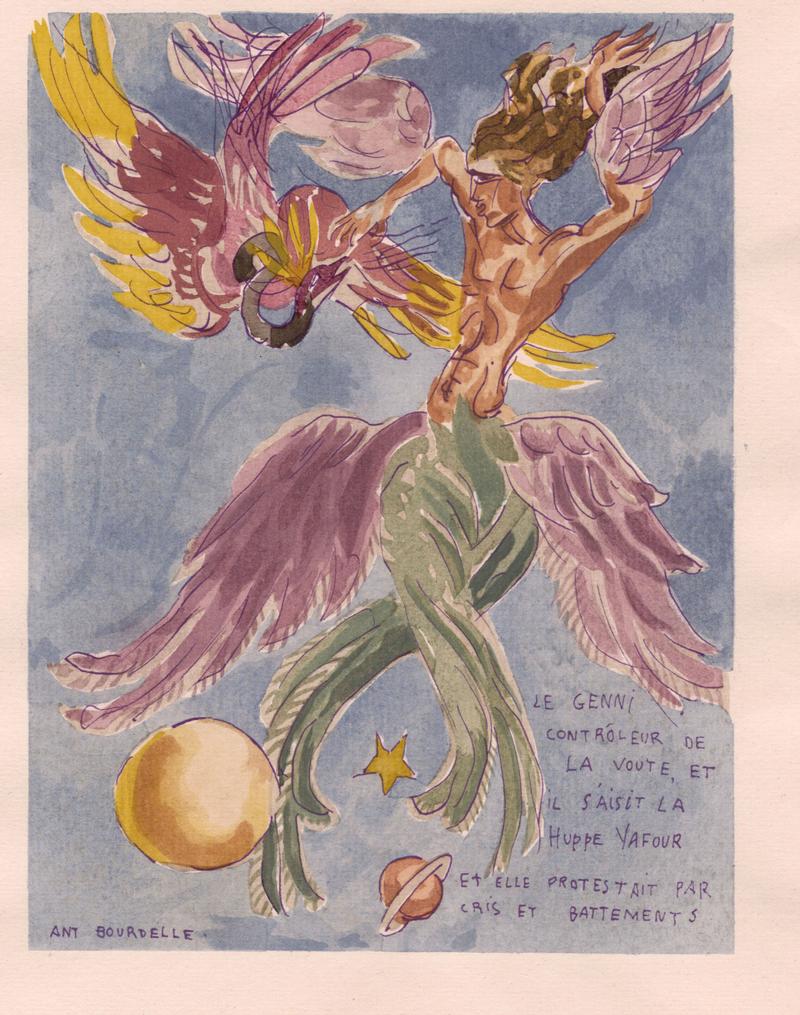 LE GENNI
CONTRÔLEUR DE
LA VOUTE, ET
IL S'AISIT LA
HUPPE YAFOUR
ET ELLE PROTESTAIT PAR
CRIS ET BATTEMENTS
ANT BOURDELLE.